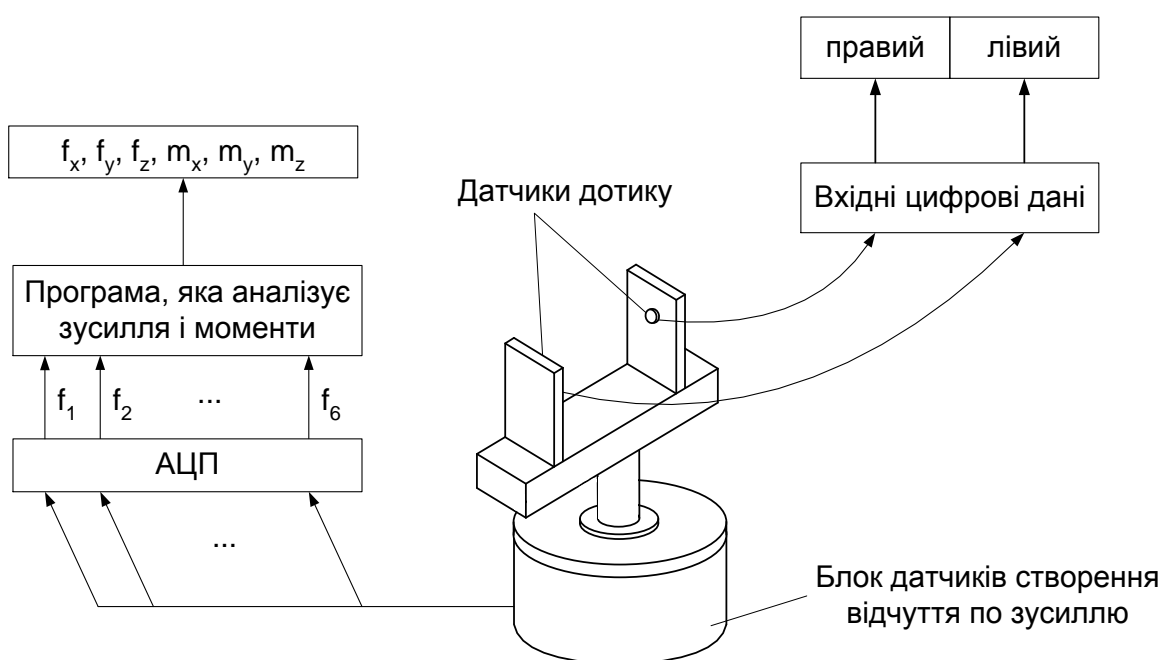 правий лівий
f_x, f_y, f_z, m_x, m_y, m_z
Датчики дотику
Вхідні цифрові дані
Програма, яка аналізує
зусилля і моменти
f_1 f_2 ... f_6
АЦП
...
Блок датчиків створення
відчуття по зусиллю